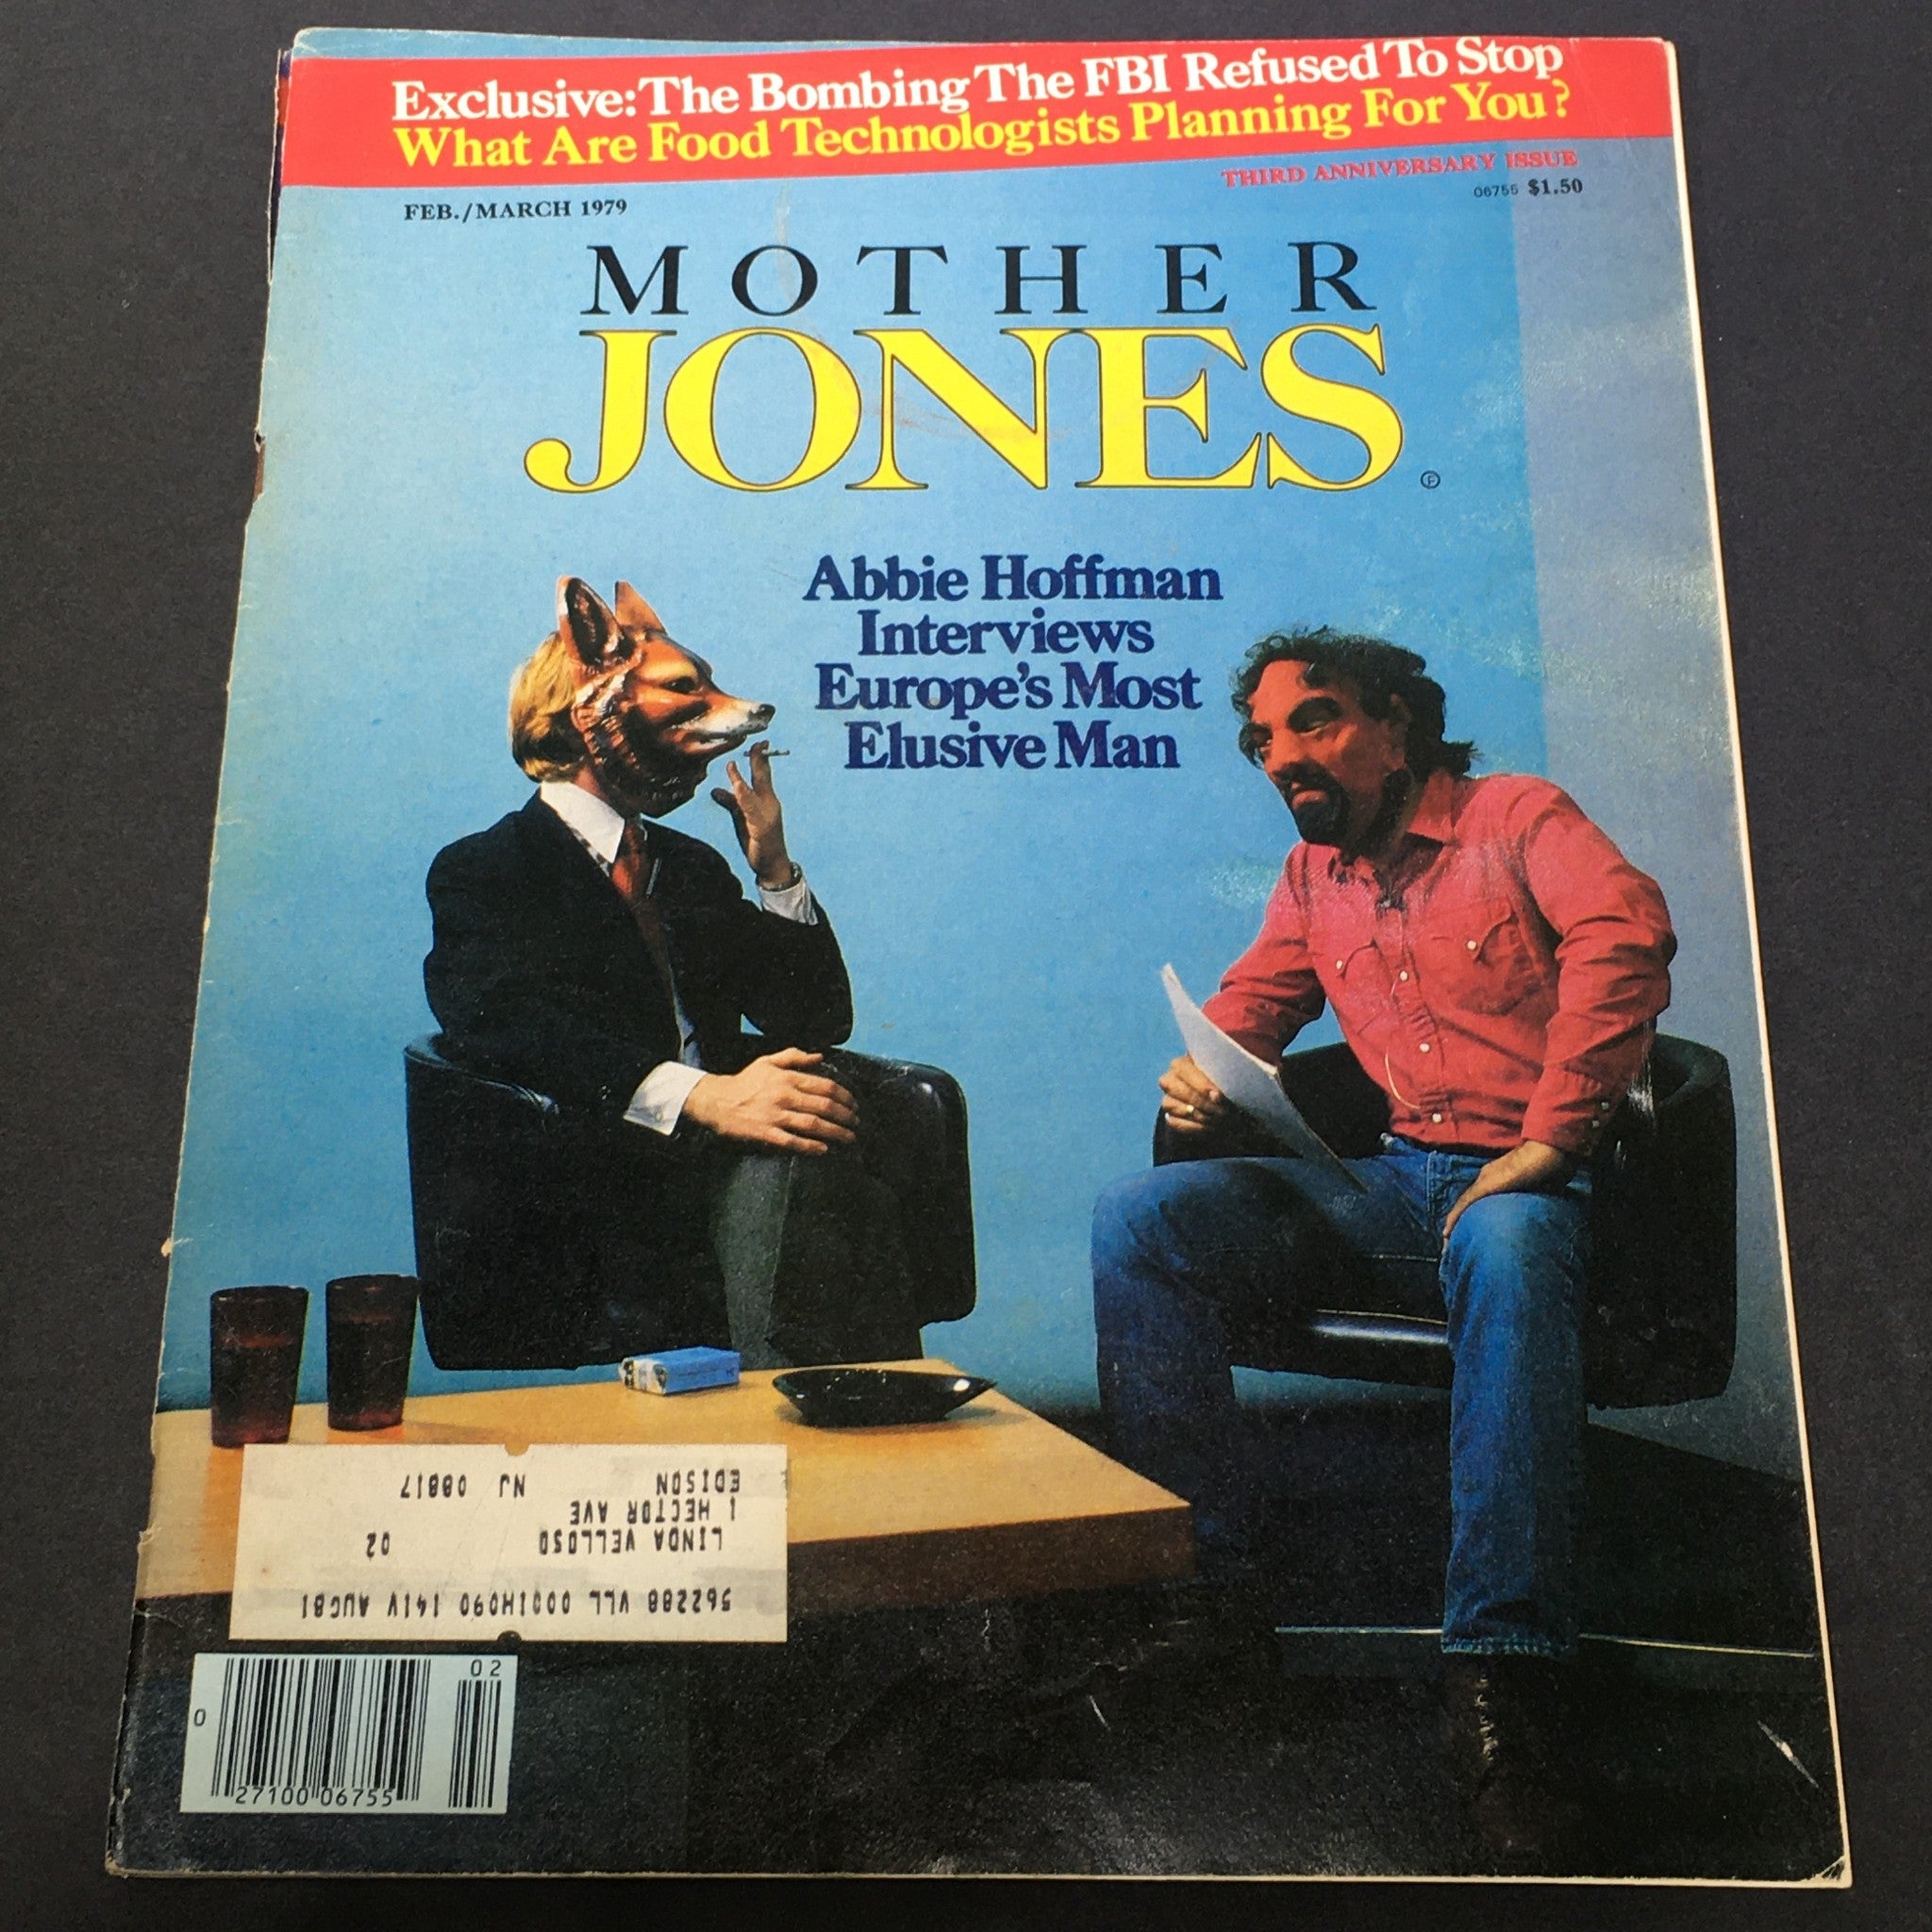 Exclusive: The Bombing The FBI Refused To Stop
What Are Food Technologists Planning For You?
THIRD ANNIVERSARY ISSUE
06755 $1.50
FEB./MARCH 1979
MOTHER
JONES
Abbie Hoffman
Interviews
Europe's Most
Elusive Man
562288 VLL 0001H090 141V AUG81
LINDA VELLOSO 02
1 HECTOR AVE
EDISON NJ 08817
02
0
27100 06755